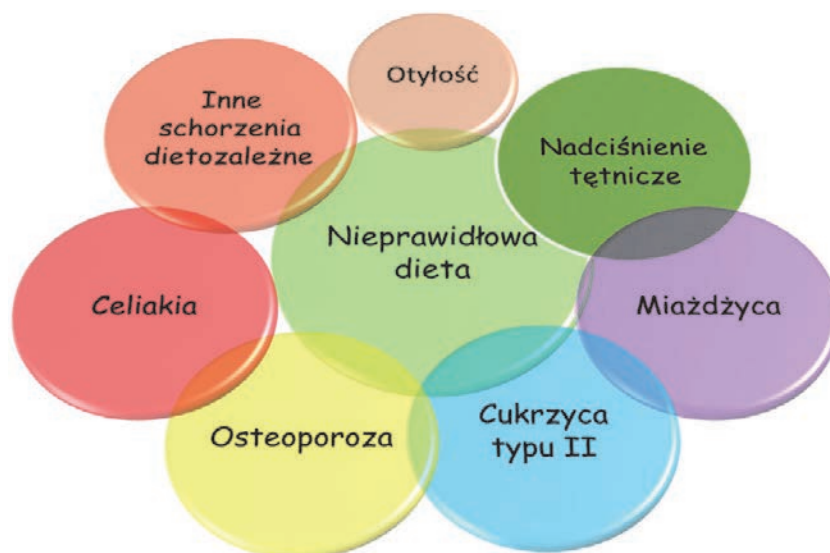 Otyłość
Inne
schorzenia
dietozależne
Nadciśnienie
tętnicze
Nieprawidłowa
dieta
Celiakia
Miażdżyca
Osteoporoza
Cukrzyca
typu II